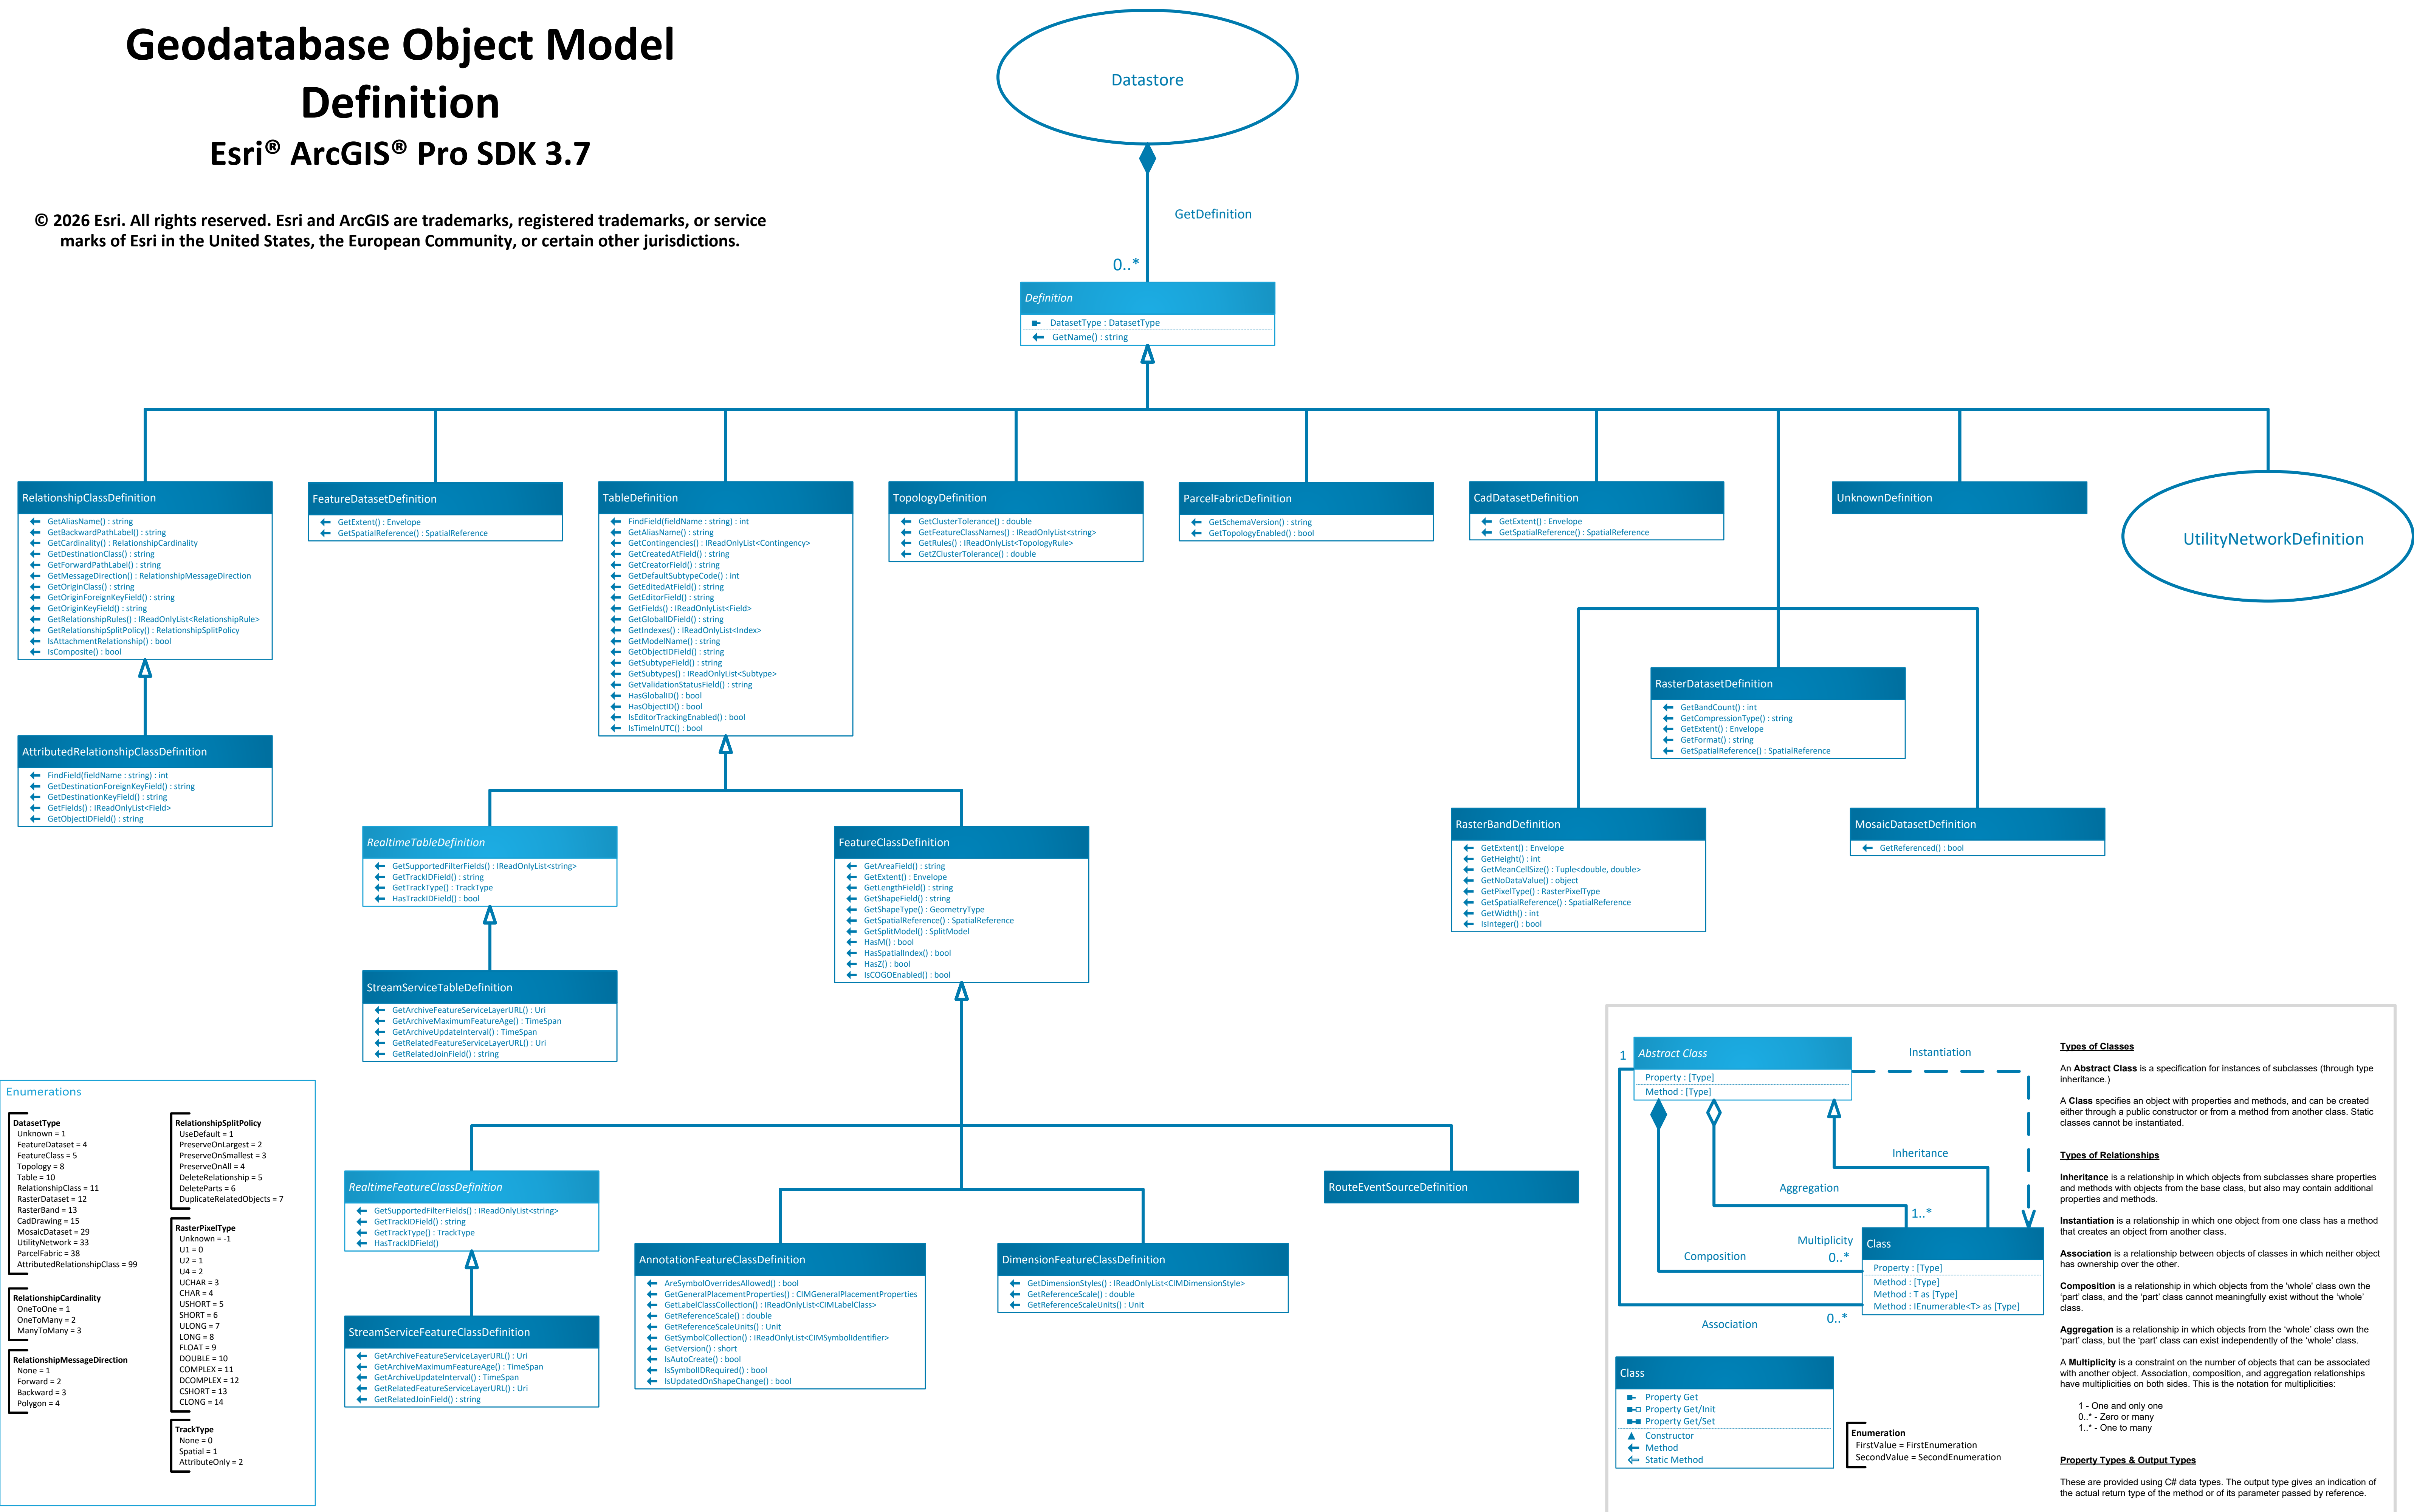 Geodatabase Object Model
Definition
Esri® ArcGIS® Pro SDK 3.7
© 2026 Esri. All rights reserved. Esri and ArcGIS are trademarks, registered trademarks, or service
marks of Esri in the United States, the European Community, or certain other jurisdictions.
Datastore
GetDefinition
0..*
Definition
DatasetType : DatasetType
GetName() : string
RelationshipClassDefinition
GetAliasName() : string
GetBackwardPathLabel() : string
GetCardinality() : RelationshipCardinality
GetDestinationClass() : string
GetForwardPathLabel() : string
GetMessageDirection() : RelationshipMessageDirection
GetOriginClass() : string
GetOriginForeignKeyField() : string
GetOriginKeyField() : string
GetRelationshipRules() : IReadOnlyList<RelationshipRule>
GetRelationshipSplitPolicy() : RelationshipSplitPolicy
IsAttachmentRelationship() : bool
IsComposite() : bool
FeatureDatasetDefinition
GetExtent() : Envelope
GetSpatialReference() : SpatialReference
TableDefinition
FindField(fieldName : string) : int
GetAliasName() : string
GetContingencies() : IReadOnlyList<Contingency>
GetCreatedAtField() : string
GetCreatorField() : string
GetDefaultSubtypeCode() : int
GetEditedAtField() : string
GetEditorField() : string
GetFields() : IReadOnlyList<Field>
GetGlobalIDField() : string
GetIndexes() : IReadOnlyList<Index>
GetModelName() : string
GetObjectIDField() : string
GetSubtypeField() : string
GetSubtypes() : IReadOnlyList<Subtype>
GetValidationStatusField() : string
HasGlobalID() : bool
HasObjectID() : bool
IsEditorTrackingEnabled() : bool
IsTimeInUTC() : bool
TopologyDefinition
GetClusterTolerance() : double
GetFeatureClassNames() : IReadOnlyList<string>
GetRules() : IReadOnlyList<TopologyRule>
GetZClusterTolerance() : double
ParcelFabricDefinition
GetSchemaVersion() : string
GetTopologyEnabled() : bool
CadDatasetDefinition
GetExtent() : Envelope
GetSpatialReference() : SpatialReference
UnknownDefinition
UtilityNetworkDefinition
RasterDatasetDefinition
GetBandCount() : int
GetCompressionType() : string
GetExtent() : Envelope
GetFormat() : string
GetSpatialReference() : SpatialReference
AttributedRelationshipClassDefinition
FindField(fieldName : string) : int
GetDestinationForeignKeyField() : string
GetDestinationKeyField() : string
GetFields() : IReadOnlyList<Field>
GetObjectIDField() : string
RealtimeTableDefinition
GetSupportedFilterFields() : IReadOnlyList<string>
GetTrackIDField() : string
GetTrackType() : TrackType
HasTrackIDField() : bool
FeatureClassDefinition
GetAreaField() : string
GetExtent() : Envelope
GetLengthField() : string
GetShapeField() : string
GetShapeType() : GeometryType
GetSpatialReference() : SpatialReference
GetSplitModel() : SplitModel
HasM() : bool
HasSpatialIndex() : bool
HasZ() : bool
IsCOGOEnabled() : bool
RasterBandDefinition
GetExtent() : Envelope
GetHeight() : int
GetMeanCellSize() : Tuple<double, double>
GetNoDataValue() : object
GetPixelType() : RasterPixelType
GetSpatialReference() : SpatialReference
GetWidth() : int
IsInteger() : bool
MosaicDatasetDefinition
GetReferenced() : bool
StreamServiceTableDefinition
GetArchiveFeatureServiceLayerURL() : Uri
GetArchiveMaximumFeatureAge() : TimeSpan
GetArchiveUpdateInterval() : TimeSpan
GetRelatedFeatureServiceLayerURL() : Uri
GetRelatedJoinField() : string
RealtimeFeatureClassDefinition
GetSupportedFilterFields() : IReadOnlyList<string>
GetTrackIDField() : string
GetTrackType() : TrackType
HasTrackIDField()
RouteEventSourceDefinition
AnnotationFeatureClassDefinition
AreSymbolOverridesAllowed() : bool
GetGeneralPlacementProperties() : CIMGeneralPlacementProperties
GetLabelClassCollection() : IReadOnlyList<CIMLabelClass>
GetReferenceScale() : double
GetReferenceScaleUnits() : Unit
GetSymbolCollection() : IReadOnlyList<CIMSymbolIdentifier>
GetVersion() : short
IsAutoCreate() : bool
IsSymbolIDRequired() : bool
IsUpdatedOnShapeChange() : bool
DimensionFeatureClassDefinition
GetDimensionStyles() : IReadOnlyList<CIMDimensionStyle>
GetReferenceScale() : double
GetReferenceScaleUnits() : Unit
StreamServiceFeatureClassDefinition
GetArchiveFeatureServiceLayerURL() : Uri
GetArchiveMaximumFeatureAge() : TimeSpan
GetArchiveUpdateInterval() : TimeSpan
GetRelatedFeatureServiceLayerURL() : Uri
GetRelatedJoinField() : string
Enumerations
DatasetType
Unknown = 1
FeatureDataset = 4
FeatureClass = 5
Topology = 8
Table = 10
RelationshipClass = 11
RasterDataset = 12
RasterBand = 13
CadDrawing = 15
MosaicDataset = 29
UtilityNetwork = 33
ParcelFabric = 38
AttributedRelationshipClass = 99
RelationshipCardinality
OneToOne = 1
OneToMany = 2
ManyToMany = 3
RelationshipMessageDirection
None = 1
Forward = 2
Backward = 3
Polygon = 4
RelationshipSplitPolicy
UseDefault = 1
PreserveOnLargest = 2
PreserveOnSmallest = 3
PreserveOnAll = 4
DeleteRelationship = 5
DeleteParts = 6
DuplicateRelatedObjects = 7
RasterPixelType
Unknown = -1
U1 = 0
U2 = 1
U4 = 2
UCHAR = 3
CHAR = 4
USHORT = 5
SHORT = 6
ULONG = 7
LONG = 8
FLOAT = 9
DOUBLE = 10
COMPLEX = 11
DCOMPLEX = 12
CSHORT = 13
CLONG = 14
TrackType
None = 0
Spatial = 1
AttributeOnly = 2
1
Abstract Class
Property : [Type]
Method : [Type]
Instantiation
Inheritance
Aggregation
1..*
Multiplicity
0..*
Composition
Class
Property : [Type]
Method : [Type]
Method : T as [Type]
Method : IEnumerable<T> as [Type]
Association
0..*
Class
Property Get
Property Get/Init
Property Get/Set
Constructor
Method
Static Method
Enumeration
FirstValue = FirstEnumeration
SecondValue = SecondEnumeration
Types of Classes
An Abstract Class is a specification for instances of subclasses (through type
inheritance.)
A Class specifies an object with properties and methods, and can be created
either through a public constructor or from a method from another class. Static
classes cannot be instantiated.
Types of Relationships
Inheritance is a relationship in which objects from subclasses share properties
and methods with objects from the base class, but also may contain additional
properties and methods.
Instantiation is a relationship in which one object from one class has a method
that creates an object from another class.
Association is a relationship between objects of classes in which neither object
has ownership over the other.
Composition is a relationship in which objects from the 'whole' class own the
'part' class, and the 'part' class cannot meaningfully exist without the 'whole'
class.
Aggregation is a relationship in which objects from the 'whole' class own the
'part' class, but the 'part' class can exist independently of the 'whole' class.
A Multiplicity is a constraint on the number of objects that can be associated
with another object. Association, composition, and aggregation relationships
have multiplicities on both sides. This is the notation for multiplicities:
1 - One and only one
0..* - Zero or many
1..* - One to many
Property Types & Output Types
These are provided using C# data types. The output type gives an indication of
the actual return type of the method or of its parameter passed by reference.